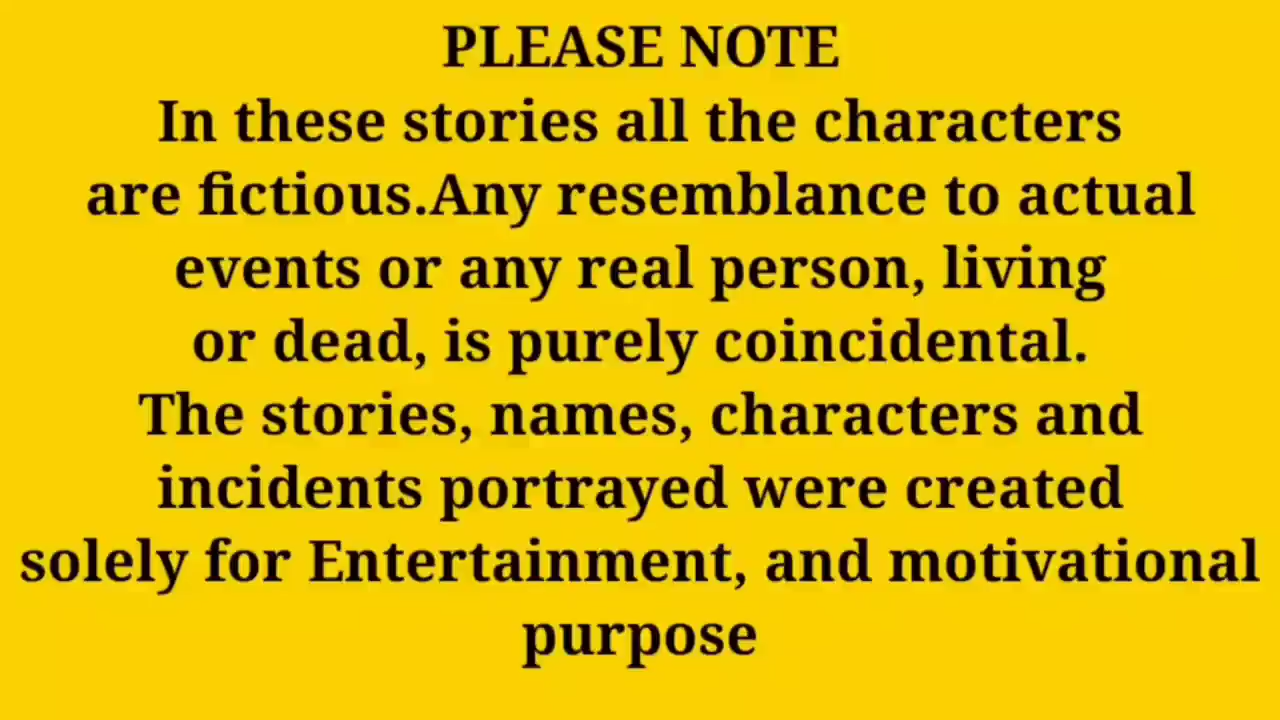 PLEASE NOTE
In these stories all the characters
are fictious.Any resemblance to actual
events or any real person, living
or dead, is purely coincidental.
The stories, names, characters and
incidents portrayed were created
solely for Entertainment, and motivational
purpose